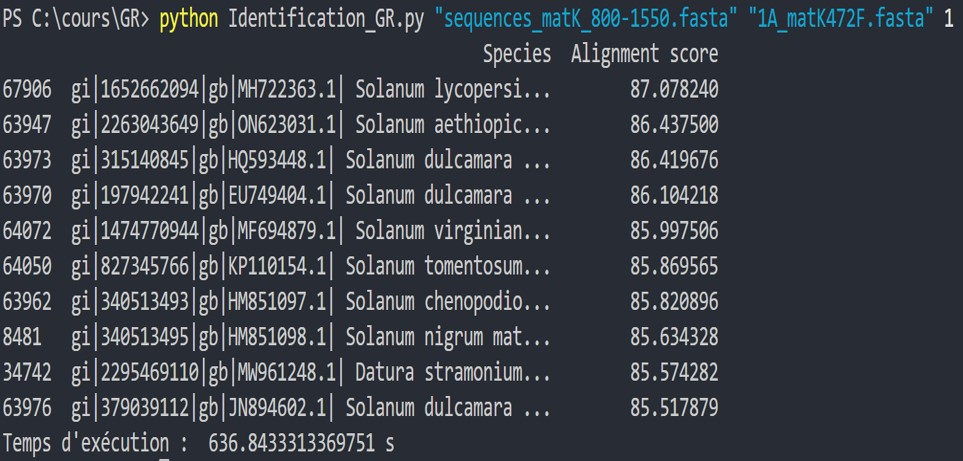 PS C:\cours\GR> python Identification_GR.py "sequences_matK_800-1550.fasta" "1A_matK472F.fasta" 1
Species Alignment score
67906 gi|1652662094|gb|MH722363.1| Solanum lycopersi... 87.078240
63947 gi|2263043649|gb|ON623031.1| Solanum aethiopic... 86.437500
63973 gi|315140845|gb|HQ593448.1| Solanum dulcamara ... 86.419676
63970 gi|197942241|gb|EU749404.1| Solanum dulcamara ... 86.104218
64072 gi|1474770944|gb|MF694879.1| Solanum virginian... 85.997506
64050 gi|827345766|gb|KP110154.1| Solanum tomentosum... 85.869565
63962 gi|340513493|gb|HM851097.1| Solanum chenopodio... 85.820896
8481 gi|340513495|gb|HM851098.1| Solanum nigrum mat... 85.634328
34742 gi|2295469110|gb|MW961248.1| Datura stramonium... 85.574282
63976 gi|379039112|gb|JN894602.1| Solanum dulcamara ... 85.517879
Temps d'exécution : 636.8433313369751 s